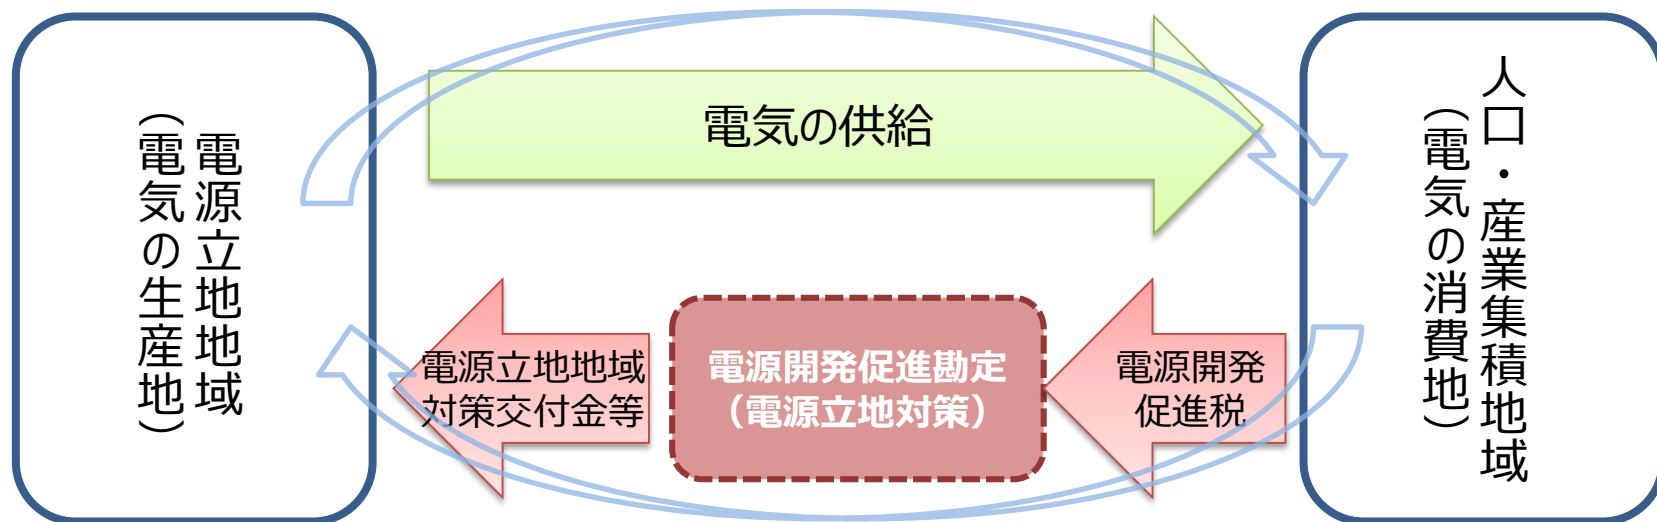 電源立地地域
（電気の生産地）
電気の供給
電源立地地域
対策交付金等
電源開発促進勘定
（電源立地対策）
電源開発
促進税
人口・産業集積地域
（電気の消費地）